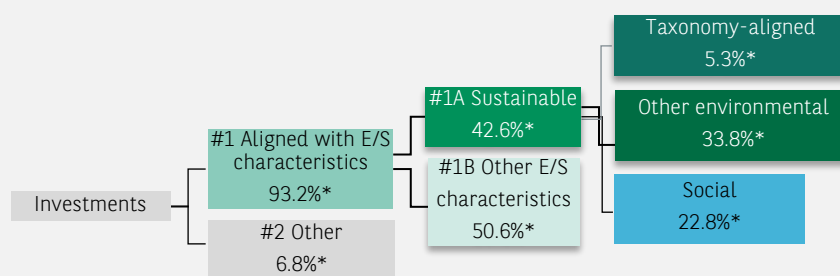 Investments
#1 Aligned with E/S
characteristics
93.2%*
#2 Other
6.8%*
#1A Sustainable
42.6%*
#1B Other E/S
characteristics
50.6%*
Taxonomy-aligned
5.3%*
Other environmental
33.8%*
Social
22.8%*